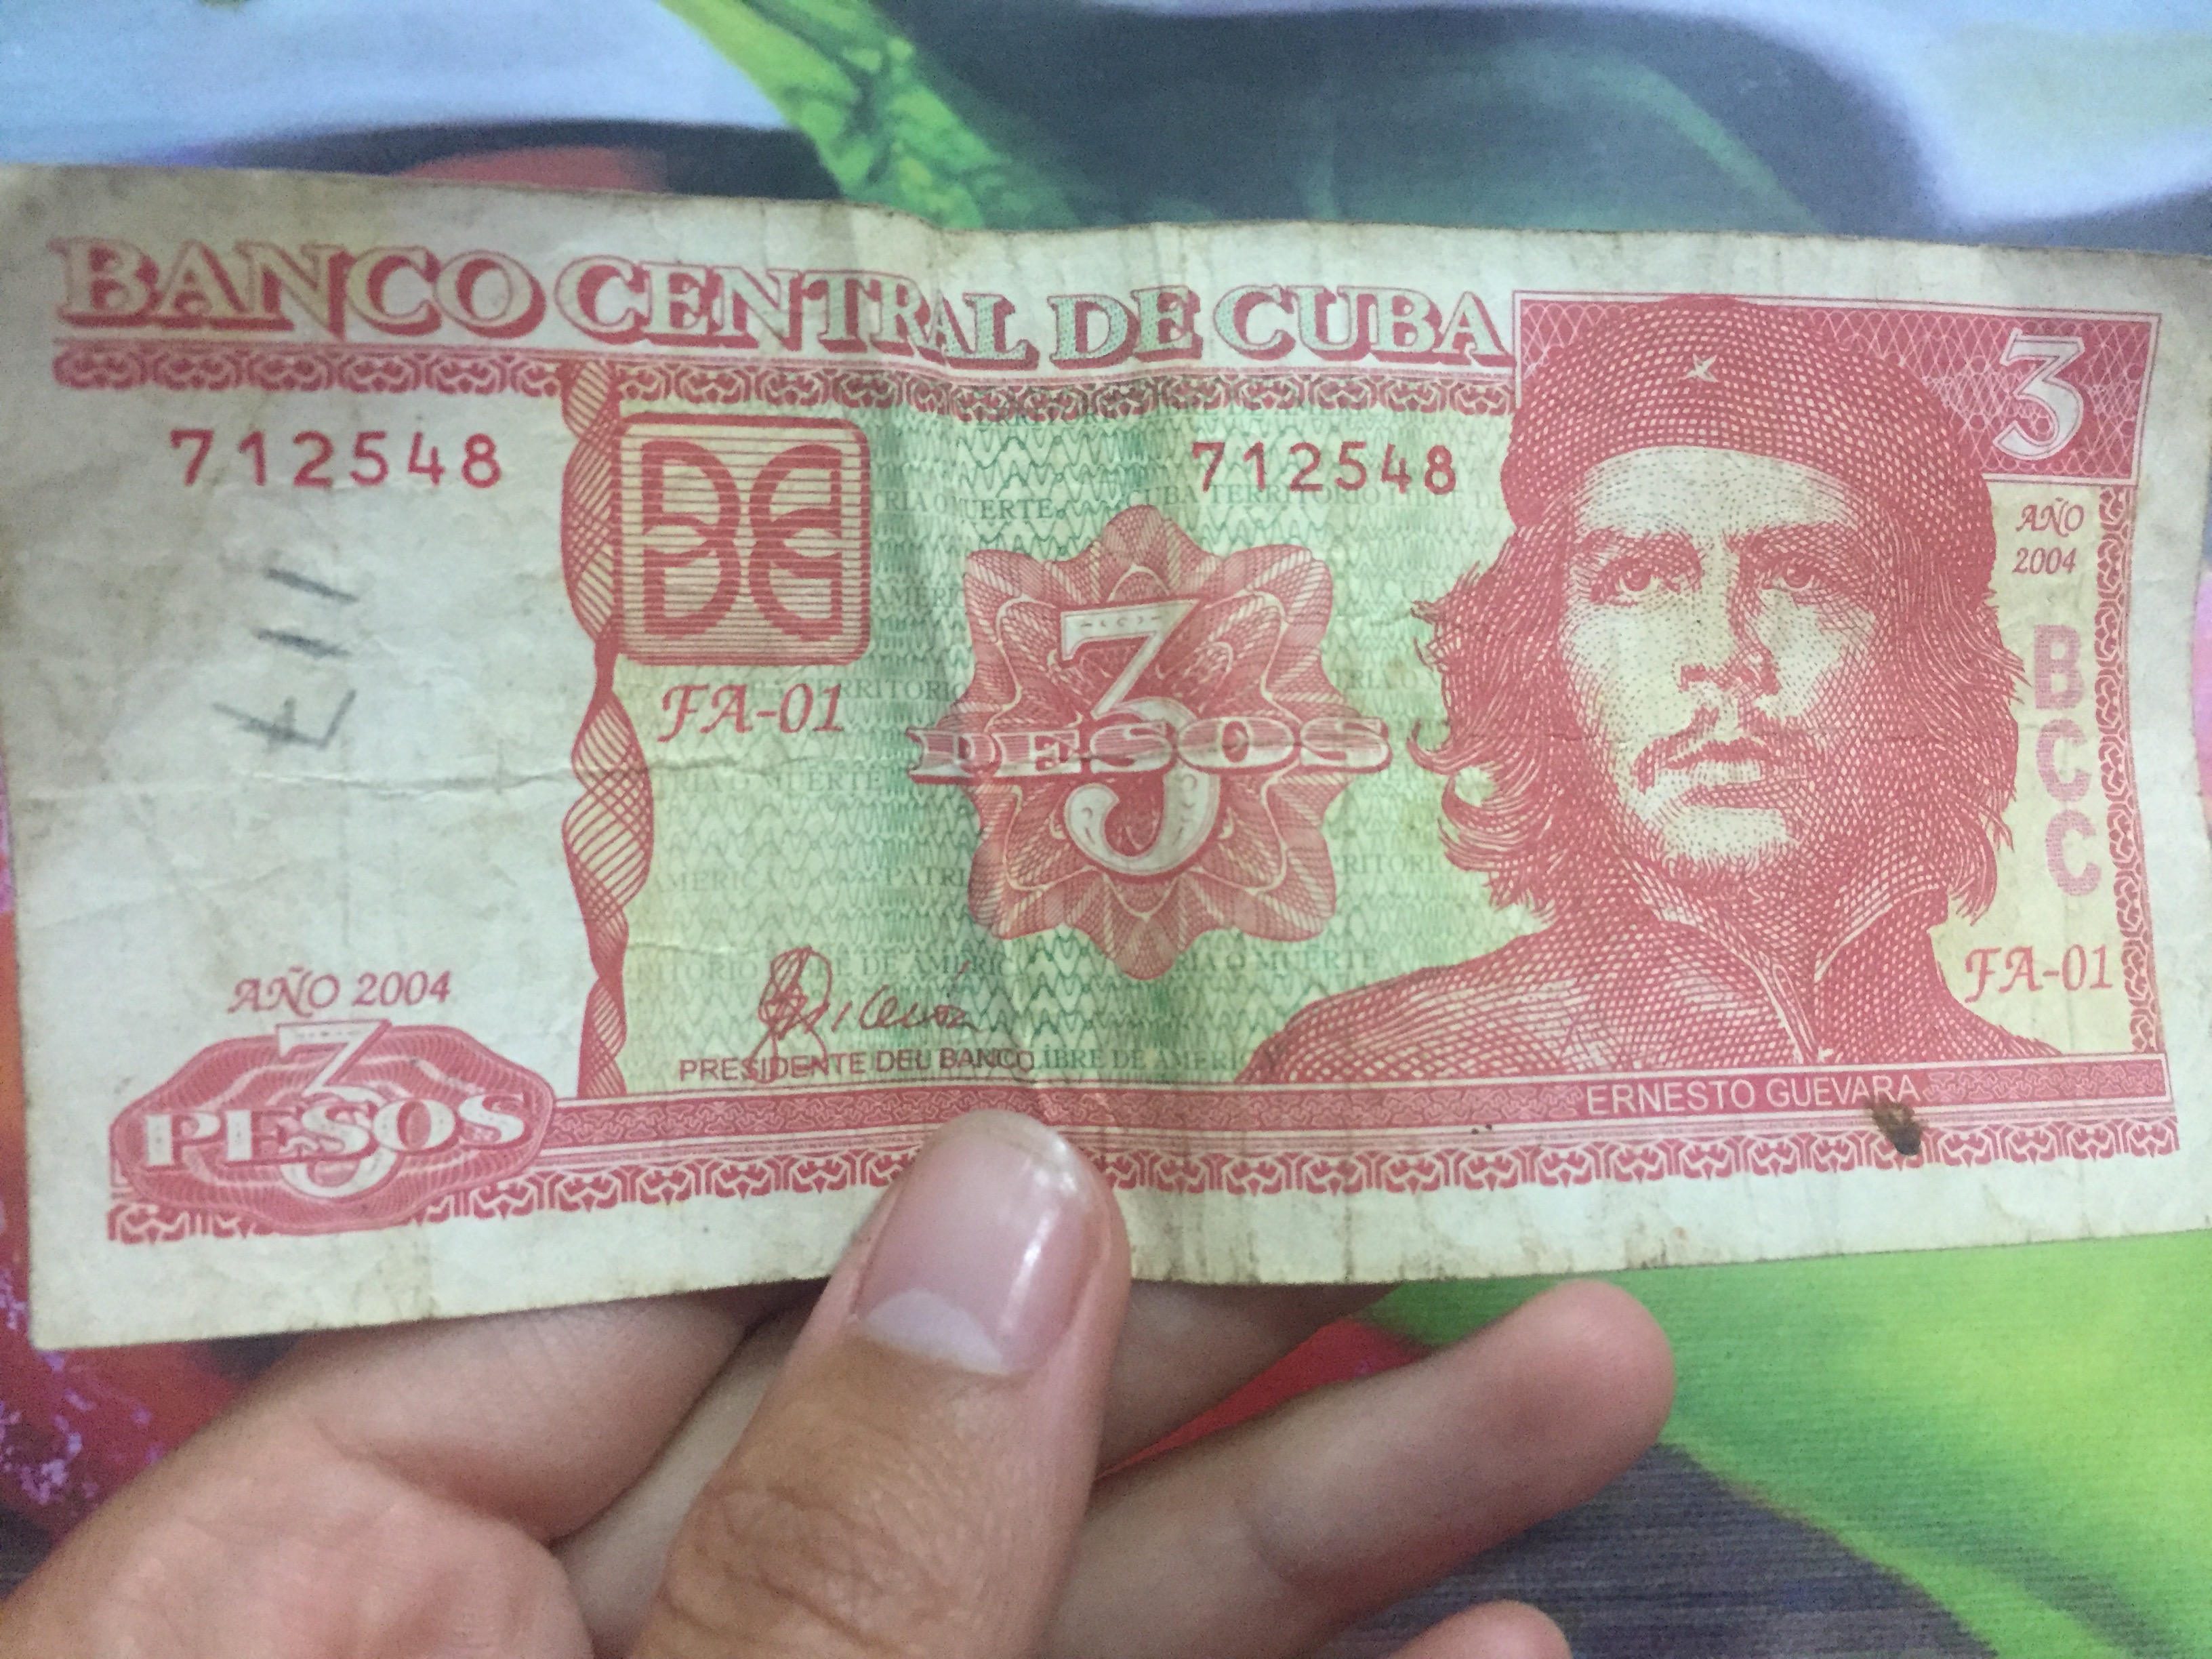 BANCO CENTRAL DE CUBA
3
712548
712548
AÑO
2004
3
PESOS
BCC
FA-01
FA-01
AÑO 2004
3
PESOS
PRESIDENTE DEL BANCO
ERNESTO GUEVARA